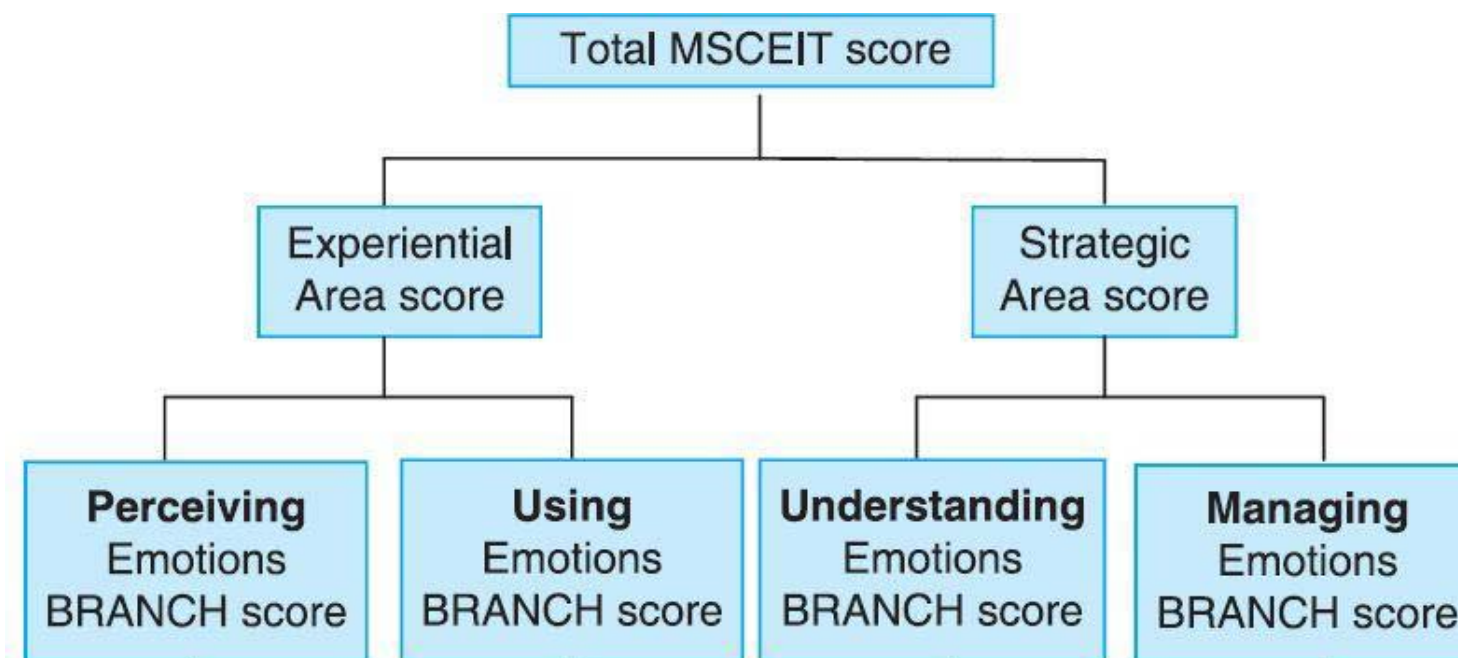 Total MSCEIT score
Experiential
Area score
Strategic
Area score
Perceiving
Emotions
BRANCH score
Using
Emotions
BRANCH score
Understanding
Emotions
BRANCH score
Managing
Emotions
BRANCH score